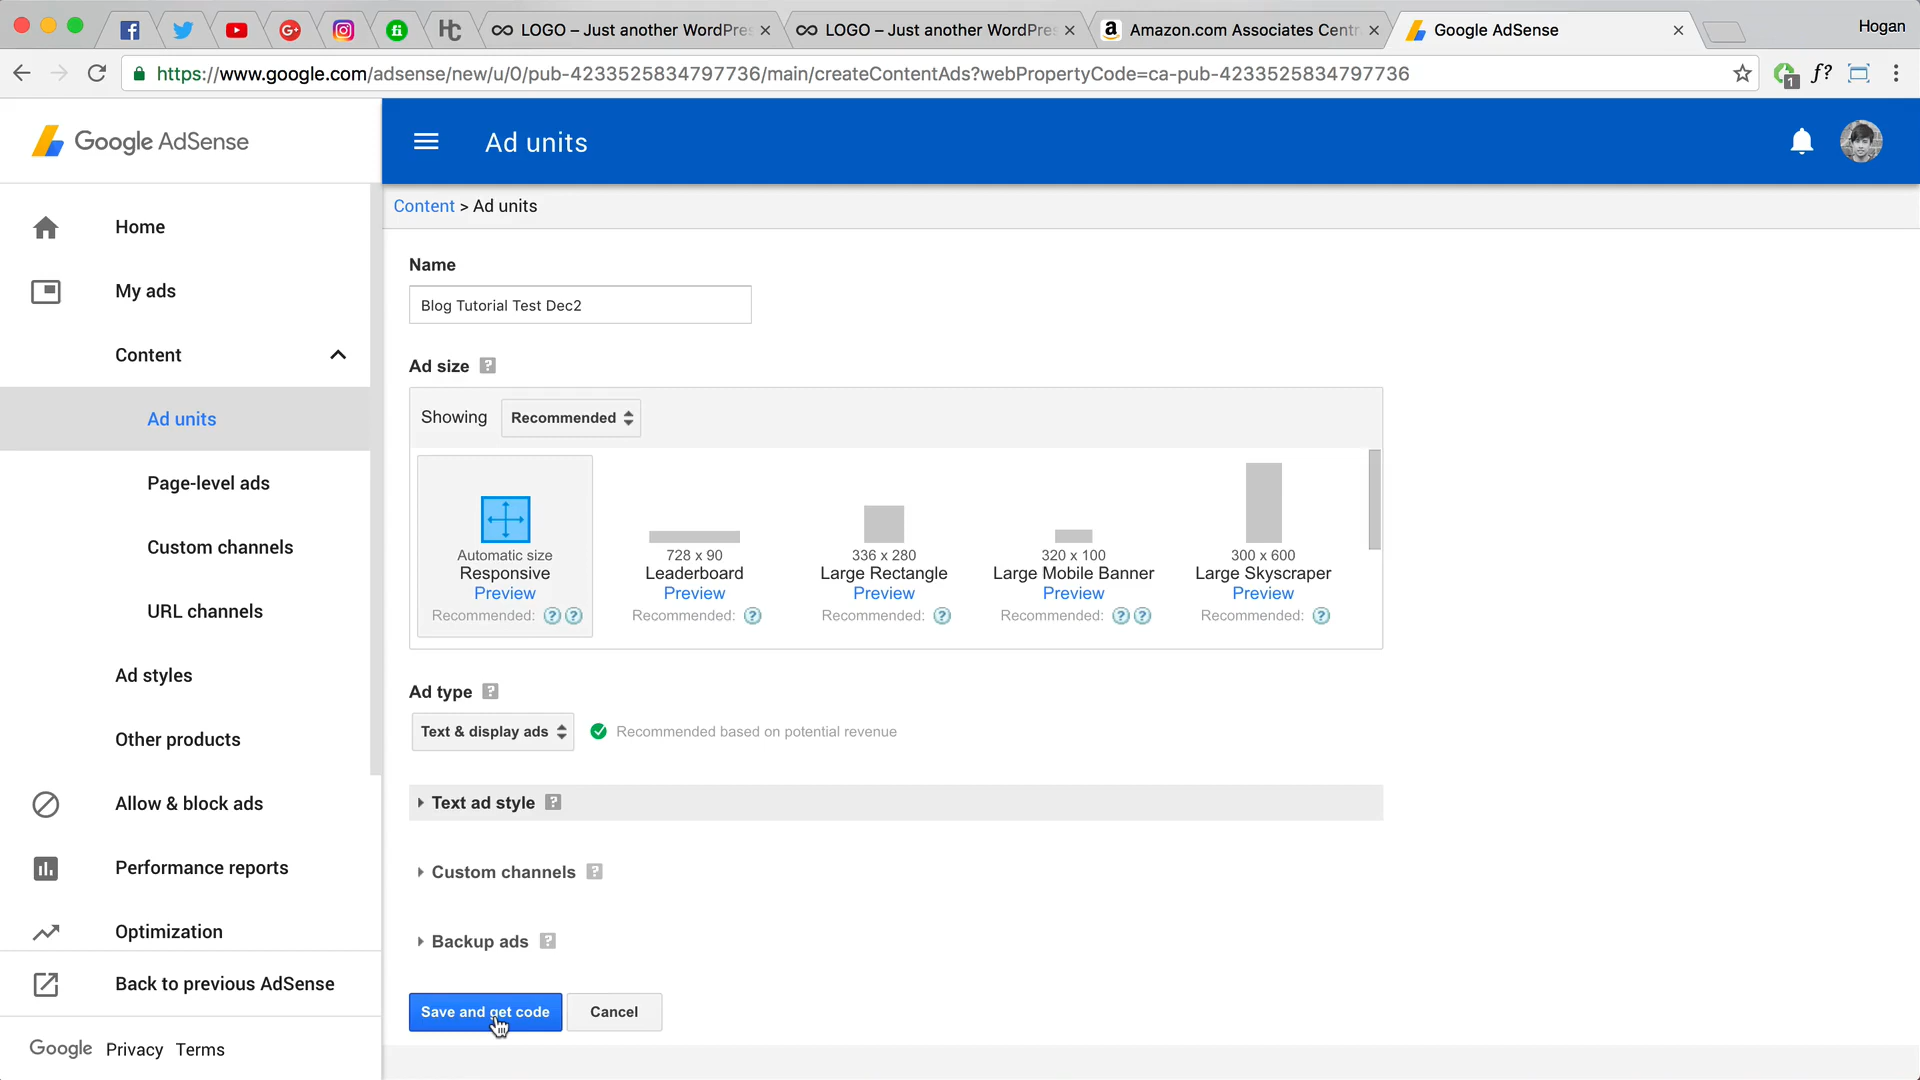 LOGO – Just another WordPres
LOGO – Just another WordPres
Amazon.com Associates Centr
Google AdSense
Hogan
https://www.google.com/adsense/new/u/0/pub-4233525834797736/main/createContentAds?webPropertyCode=ca-pub-4233525834797736
1
f?
Google AdSense
Ad units
Content > Ad units
Home
My ads
Content
Ad units
Page-level ads
Custom channels
URL channels
Ad styles
Other products
Allow & block ads
Performance reports
Optimization
Back to previous AdSense
Google Privacy Terms
Name
Blog Tutorial Test Dec2
Ad size ?
Showing Recommended
Automatic size
Responsive
Preview
Recommended: ? ?
728 x 90
Leaderboard
Preview
Recommended: ?
336 x 280
Large Rectangle
Preview
Recommended: ?
320 x 100
Large Mobile Banner
Preview
Recommended: ? ?
300 x 600
Large Skyscraper
Preview
Recommended: ?
Ad type ?
Text & display ads Recommended based on potential revenue
Text ad style ?
Custom channels ?
Backup ads ?
Save and get code Cancel